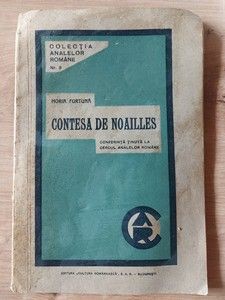 COLECȚIA
ANALELOR
ROMÂNE
Nr. 8
HORIA FURTUNĂ
CONTESA DE NOAILLES
CONFERINȚĂ ȚINUTĂ LA
CERCUL ANALELOR ROMÂNE
EDITURA „CULTURA ROMÂNEASCĂ" S. A. R. - BUCUREȘTI